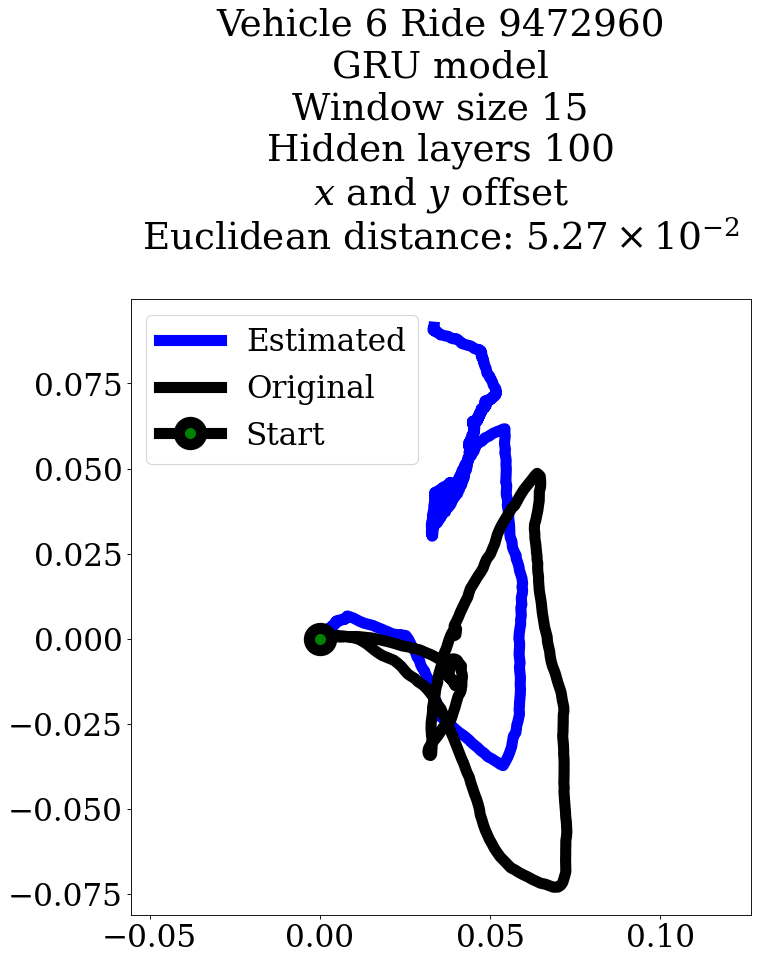 Vehicle 6 Ride 9472960
GRU model
Window size 15
Hidden layers 100
x and y offset
Euclidean distance: 5.27 × 10⁻²
Estimated
Original
Start
0.075
0.050
0.025
0.000
−0.025
−0.050
−0.075
−0.05 0.00 0.05 0.10